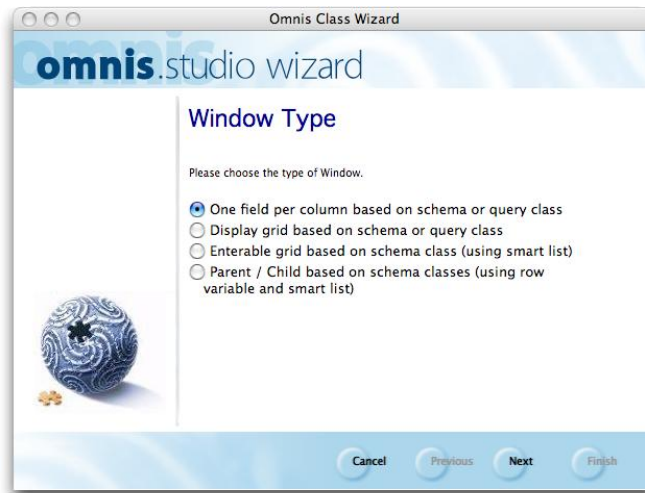 Omnis Class Wizard
omnis.studio wizard
Window Type
Please choose the type of Window.
One field per column based on schema or query class
Display grid based on schema or query class
Enterable grid based on schema class (using smart list)
Parent / Child based on schema classes (using row
variable and smart list)
Cancel Previous Next Finish